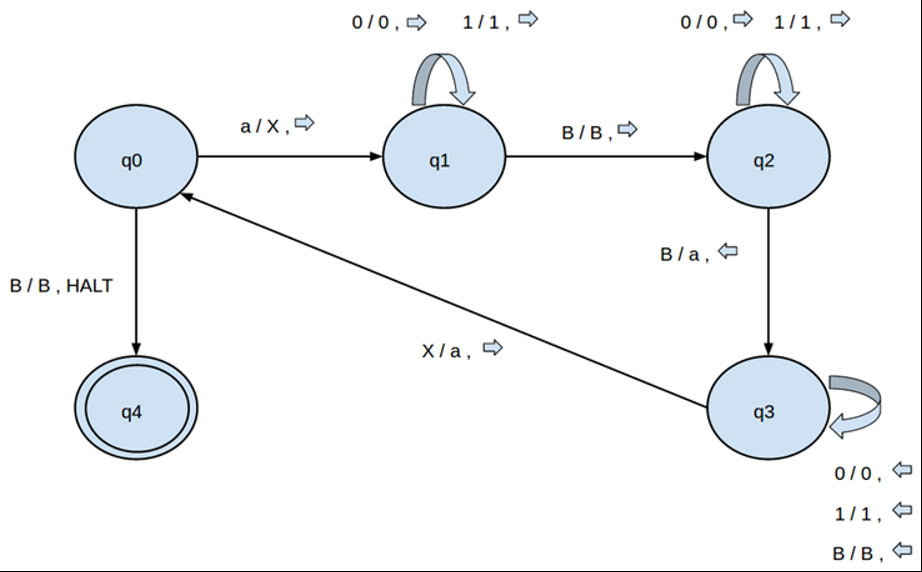 0 / 0 , ⇨ 1 / 1 , ⇨ 0 / 0 , ⇨ 1 / 1 , ⇨
a / X , ⇨
B / B , ⇨
q0 q1 q2
B / a , ⇦
B / B , HALT
X / a , ⇨
q4 q3
0 / 0 , ⇦
1 / 1 , ⇦
B / B , ⇦